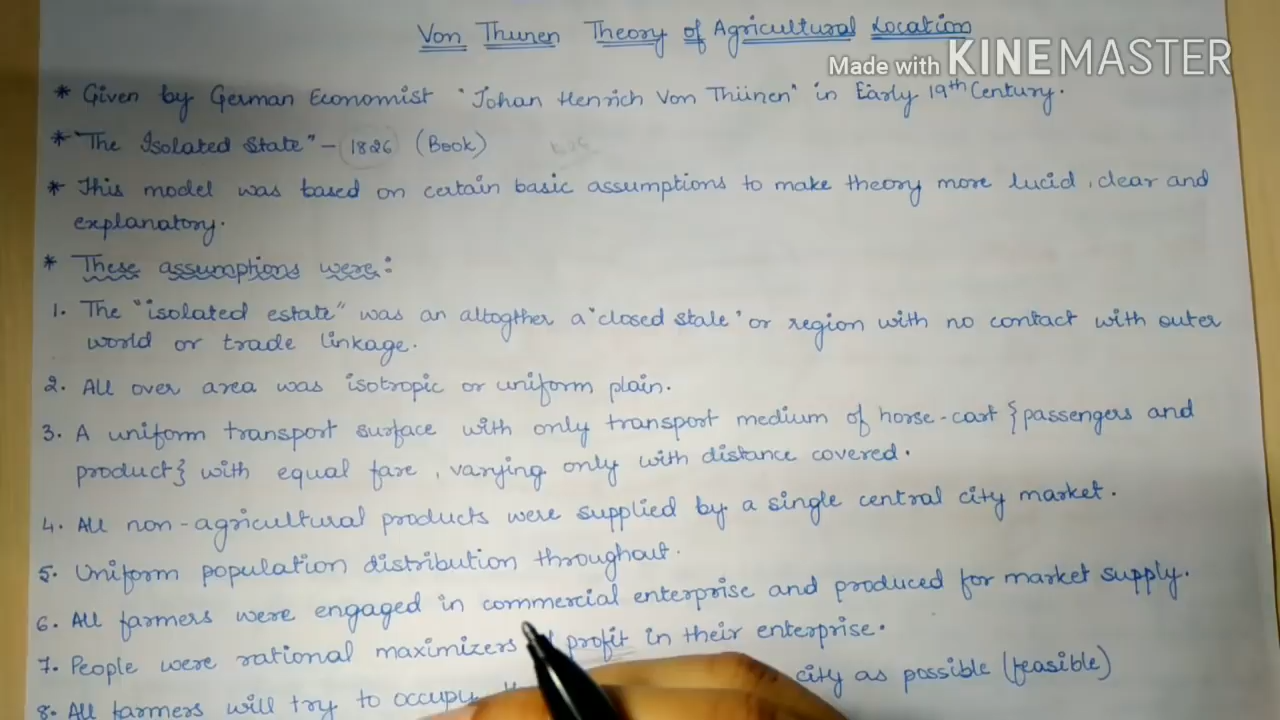 Von Thunen Theory of Agricultural Location
Made with KINEMASTER
* Given by German Economist "Johan Henrich Von Thünen" in Early 19th Century.
* "The Isolated State" - 1826 (Book)
* This model was based on certain basic assumptions to make theory more lucid, clear and
explanatory.
* These assumptions were:
1. The "isolated estate" was an altogther a "closed state" or region with no contact with outer
world or trade linkage.
2. All over area was isotropic or uniform plain.
3. A uniform transport surface with only transport medium of horse-cart {passengers and
product} with equal fare, varying only with distance covered.
4. All non-agricultural products were supplied by a single central city market.
5. Uniform population distribution throughout.
6. All farmers were engaged in commercial enterprise and produced for market supply.
7. People were rational maximizers profit in their enterprise.
8. All farmers will try to occupy city as possible (feasible)